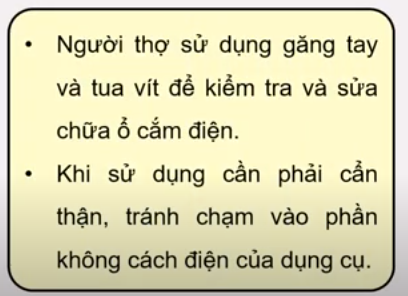 • Người thợ sử dụng găng tay
và tua vít để kiểm tra và sửa
chữa ổ cắm điện.
• Khi sử dụng cần phải cẩn
thận, tránh chạm vào phần
không cách điện của dụng cụ.